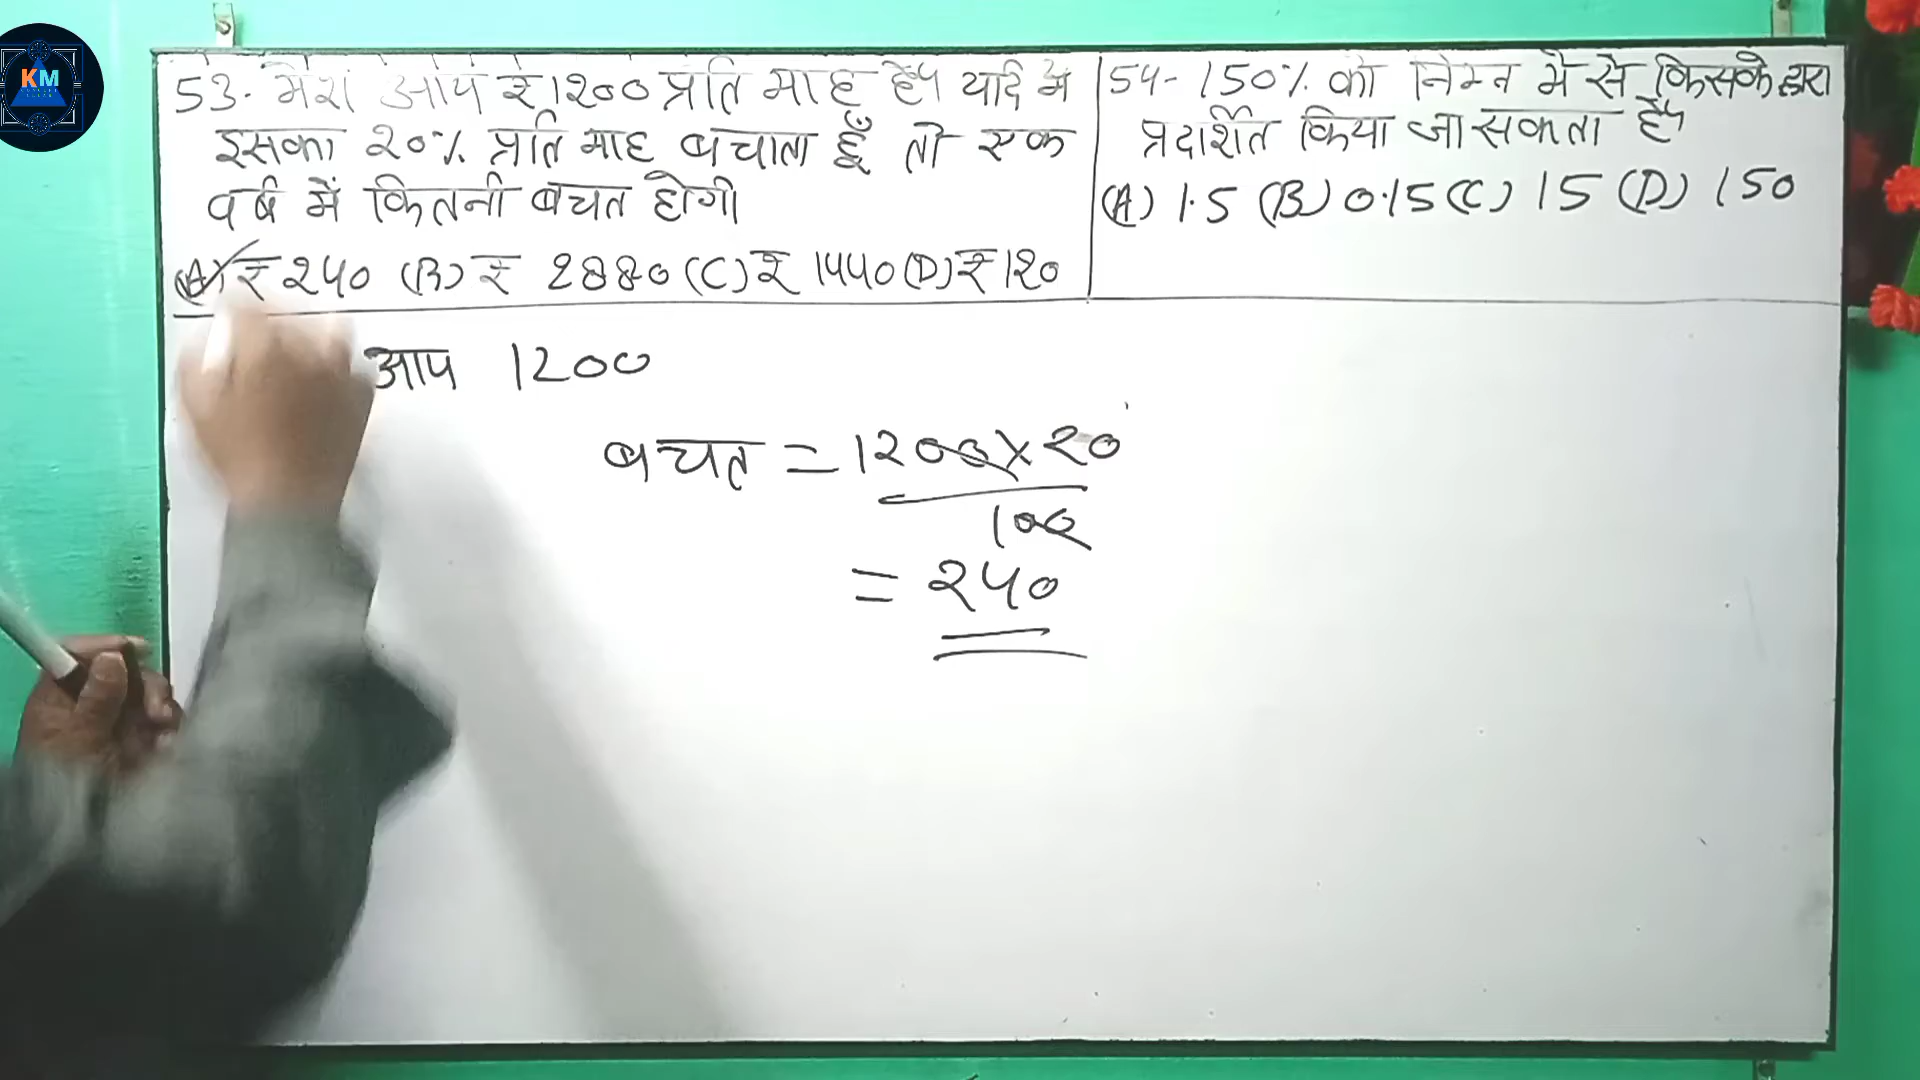 KM
53. मेरी आय ₹1200 प्रति माह है। यदि मैं
इसका 20% प्रति माह बचाता हूँ तो एक
वर्ष में कितनी बचत होगी
(A) ₹ 240 (B) ₹ 2880 (C) ₹ 1440 (D) ₹ 120
54- 150% को निम्न में से किसके द्वारा
प्रदर्शित किया जा सकता है।
(A) 1.5 (B) 0.15 (C) 15 (D) 150
आय 1200
बचत = 1200 x 20
100
= 240